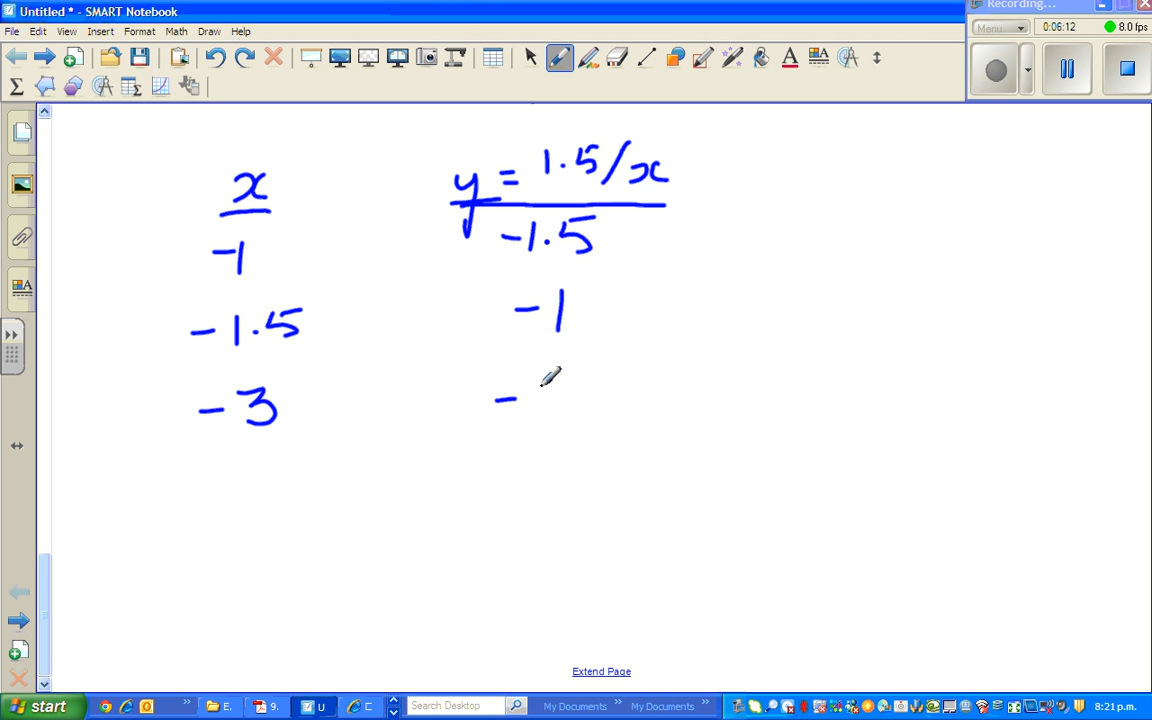 Untitled * - SMART Notebook
Recording...
File Edit View Insert Format Math Draw Help
Menu
0:06:12
8.0 fps
x
y = 1.5/x
-1
-1.5
-1.5
-1
-3
-
Extend Page
start
E.
9.
U
C
Search Desktop
My Documents
My Documents
8:21 p.m.